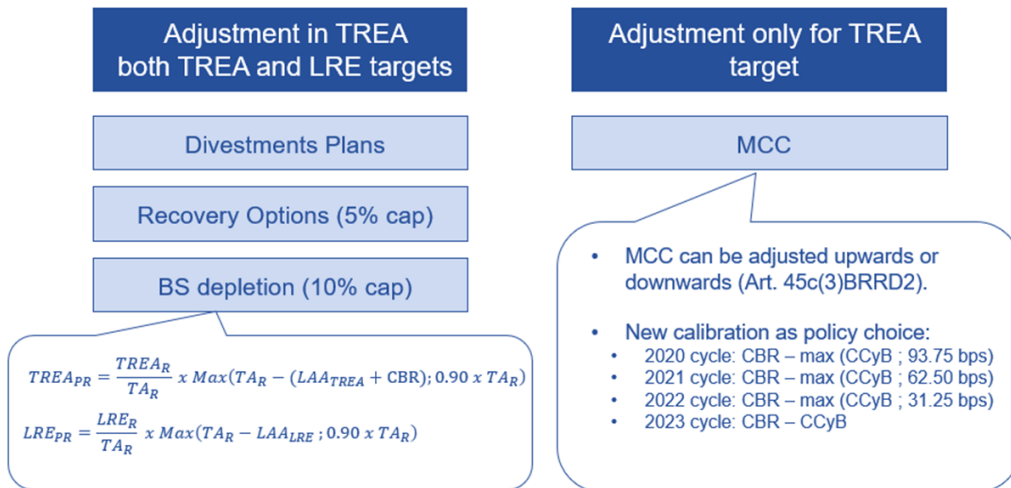 Adjustment in TREA
both TREA and LRE targets
Divestments Plans
Recovery Options (5% cap)
BS depletion (10% cap)
TREA_PR = TREA_R / TA_R x Max(TA_R − (LAA_TREA + CBR); 0.90 x TA_R)
LRE_PR = LRE_R / TA_R x Max(TA_R − LAA_LRE ; 0.90 x TA_R)
Adjustment only for TREA
target
MCC
• MCC can be adjusted upwards or
downwards (Art. 45c(3)BRRD2).
• New calibration as policy choice:
• 2020 cycle: CBR – max (CCyB ; 93.75 bps)
• 2021 cycle: CBR – max (CCyB ; 62.50 bps)
• 2022 cycle: CBR – max (CCyB ; 31.25 bps)
• 2023 cycle: CBR – CCyB